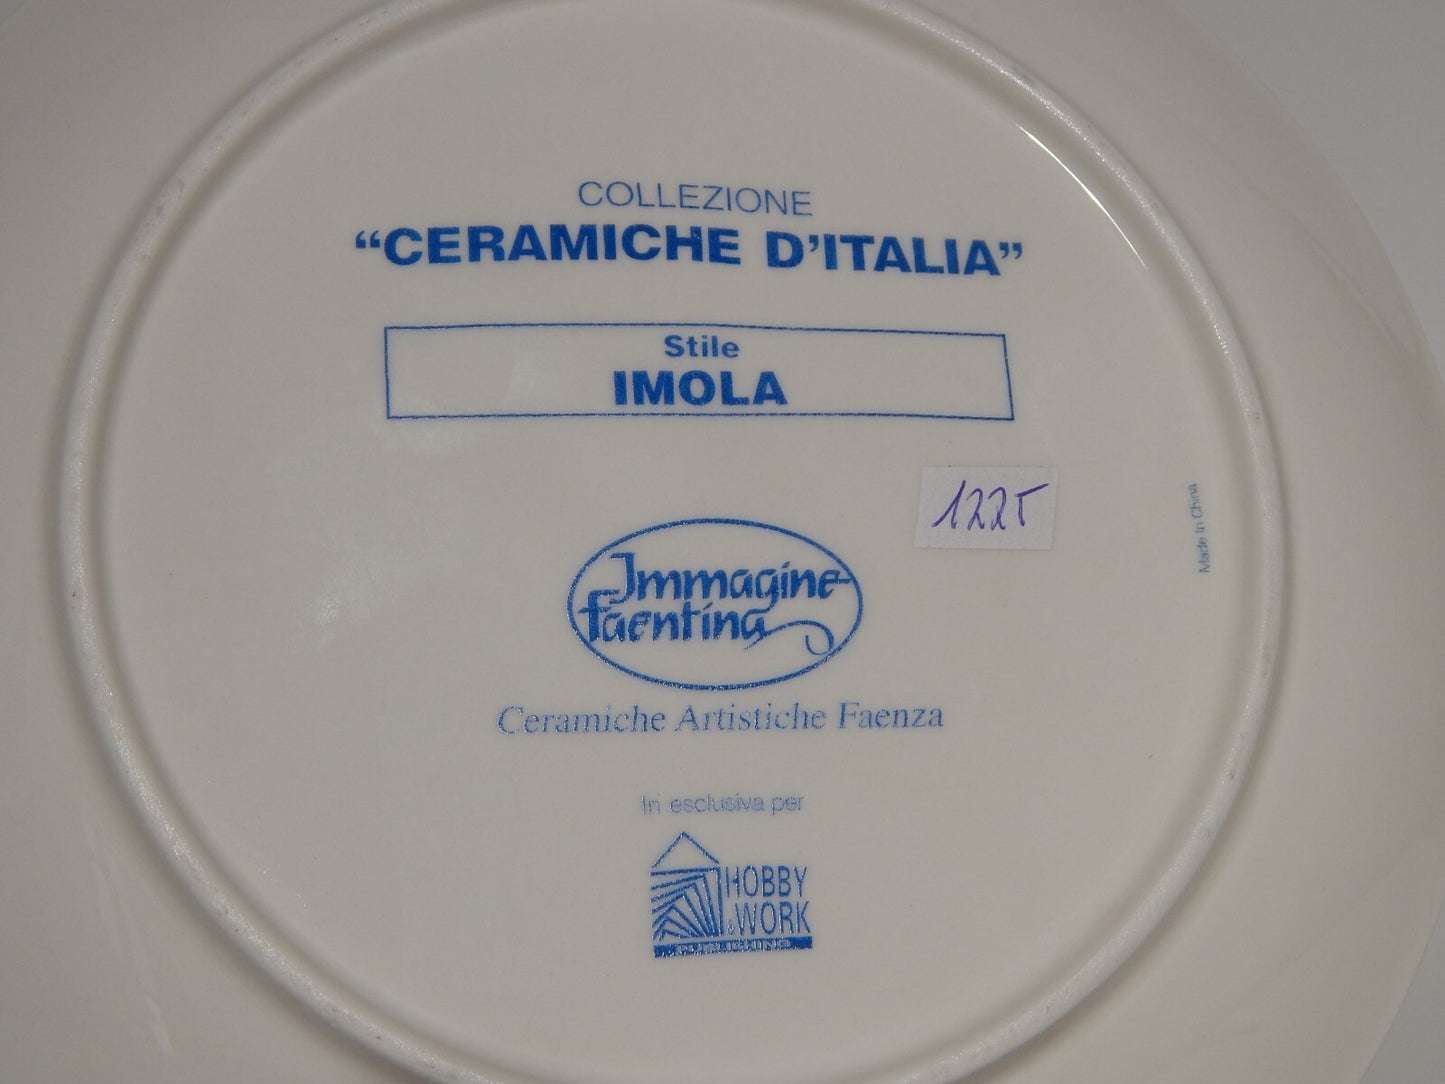 COLLEZIONE
“CERAMICHE D'ITALIA”
Stile
IMOLA
1225
Made in China
Immagine
Faentina
Ceramiche Artistiche Faenza
In esclusiva per
HOBBY
& WORK
PUBLISHING